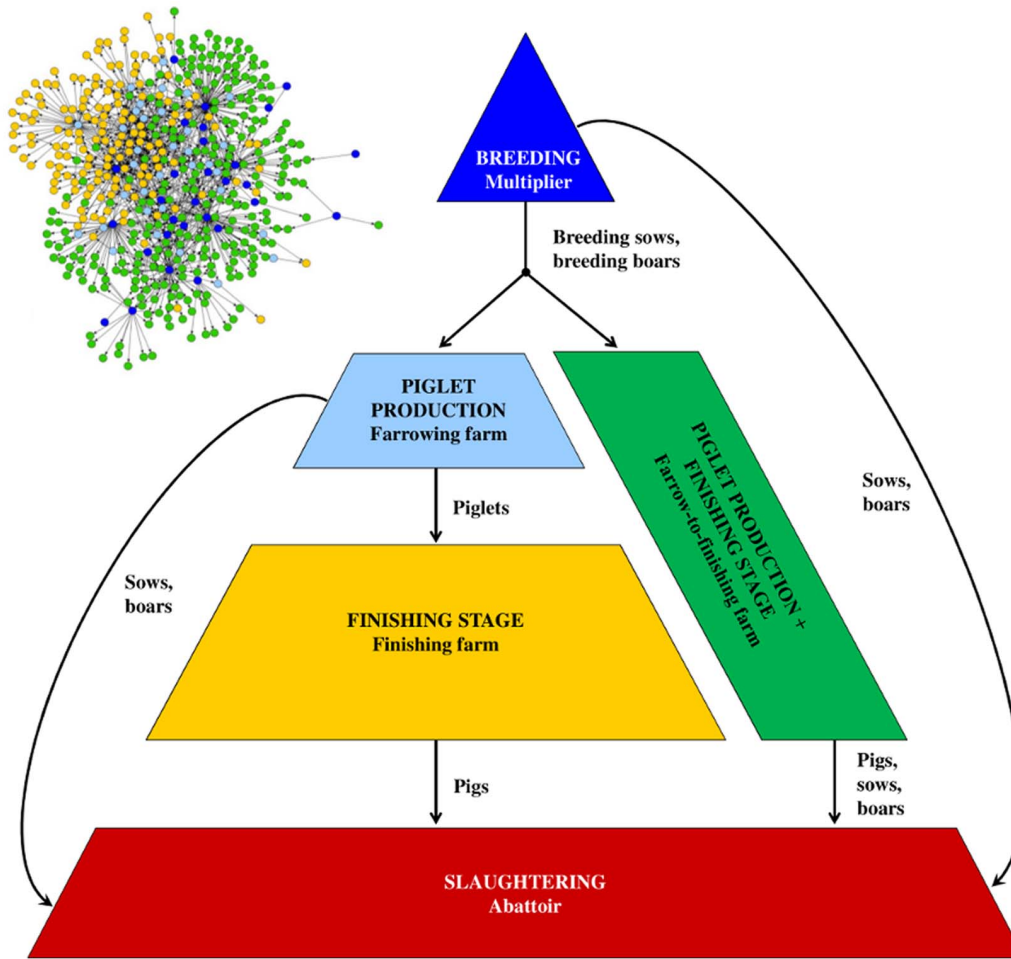 BREEDING
Multiplier
Breeding sows,
breeding boars
PIGLET
PRODUCTION
Farrowing farm
PIGLET PRODUCTION +
FINISHING STAGE
Farrow-to-finishing farm
Sows,
boars
Piglets
Sows,
boars
FINISHING STAGE
Finishing farm
Pigs
Pigs,
sows,
boars
SLAUGHTERING
Abattoir